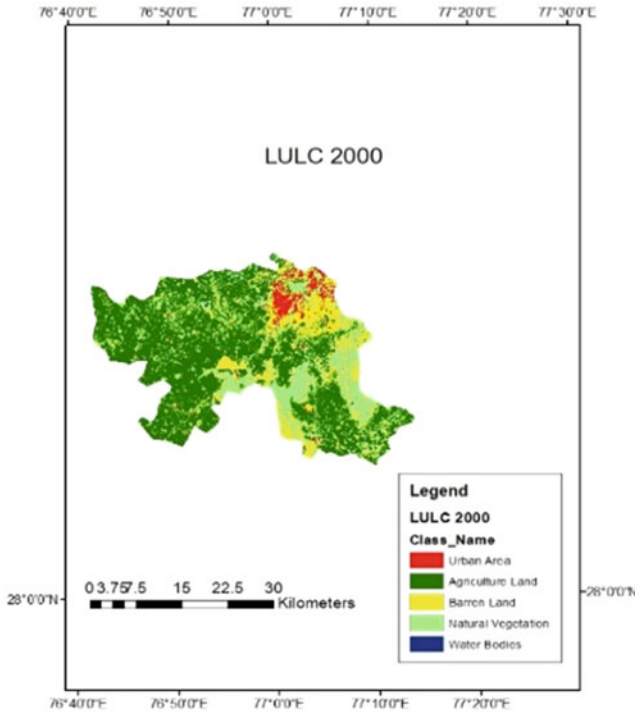 76°40'0"E 76°50'0"E 77°0'0"E 77°10'0"E 77°20'0"E 77°30'0"E
LULC 2000
Legend
LULC 2000
Class_Name
Urban Area
Agriculture Land
Barren Land
Natural Vegetation
Water Bodies
0 3.75 7.5 15 22.5 30
Kilometers
28°0'0"N
28°0'0"N
76°40'0"E 76°50'0"E 77°0'0"E 77°10'0"E 77°20'0"E